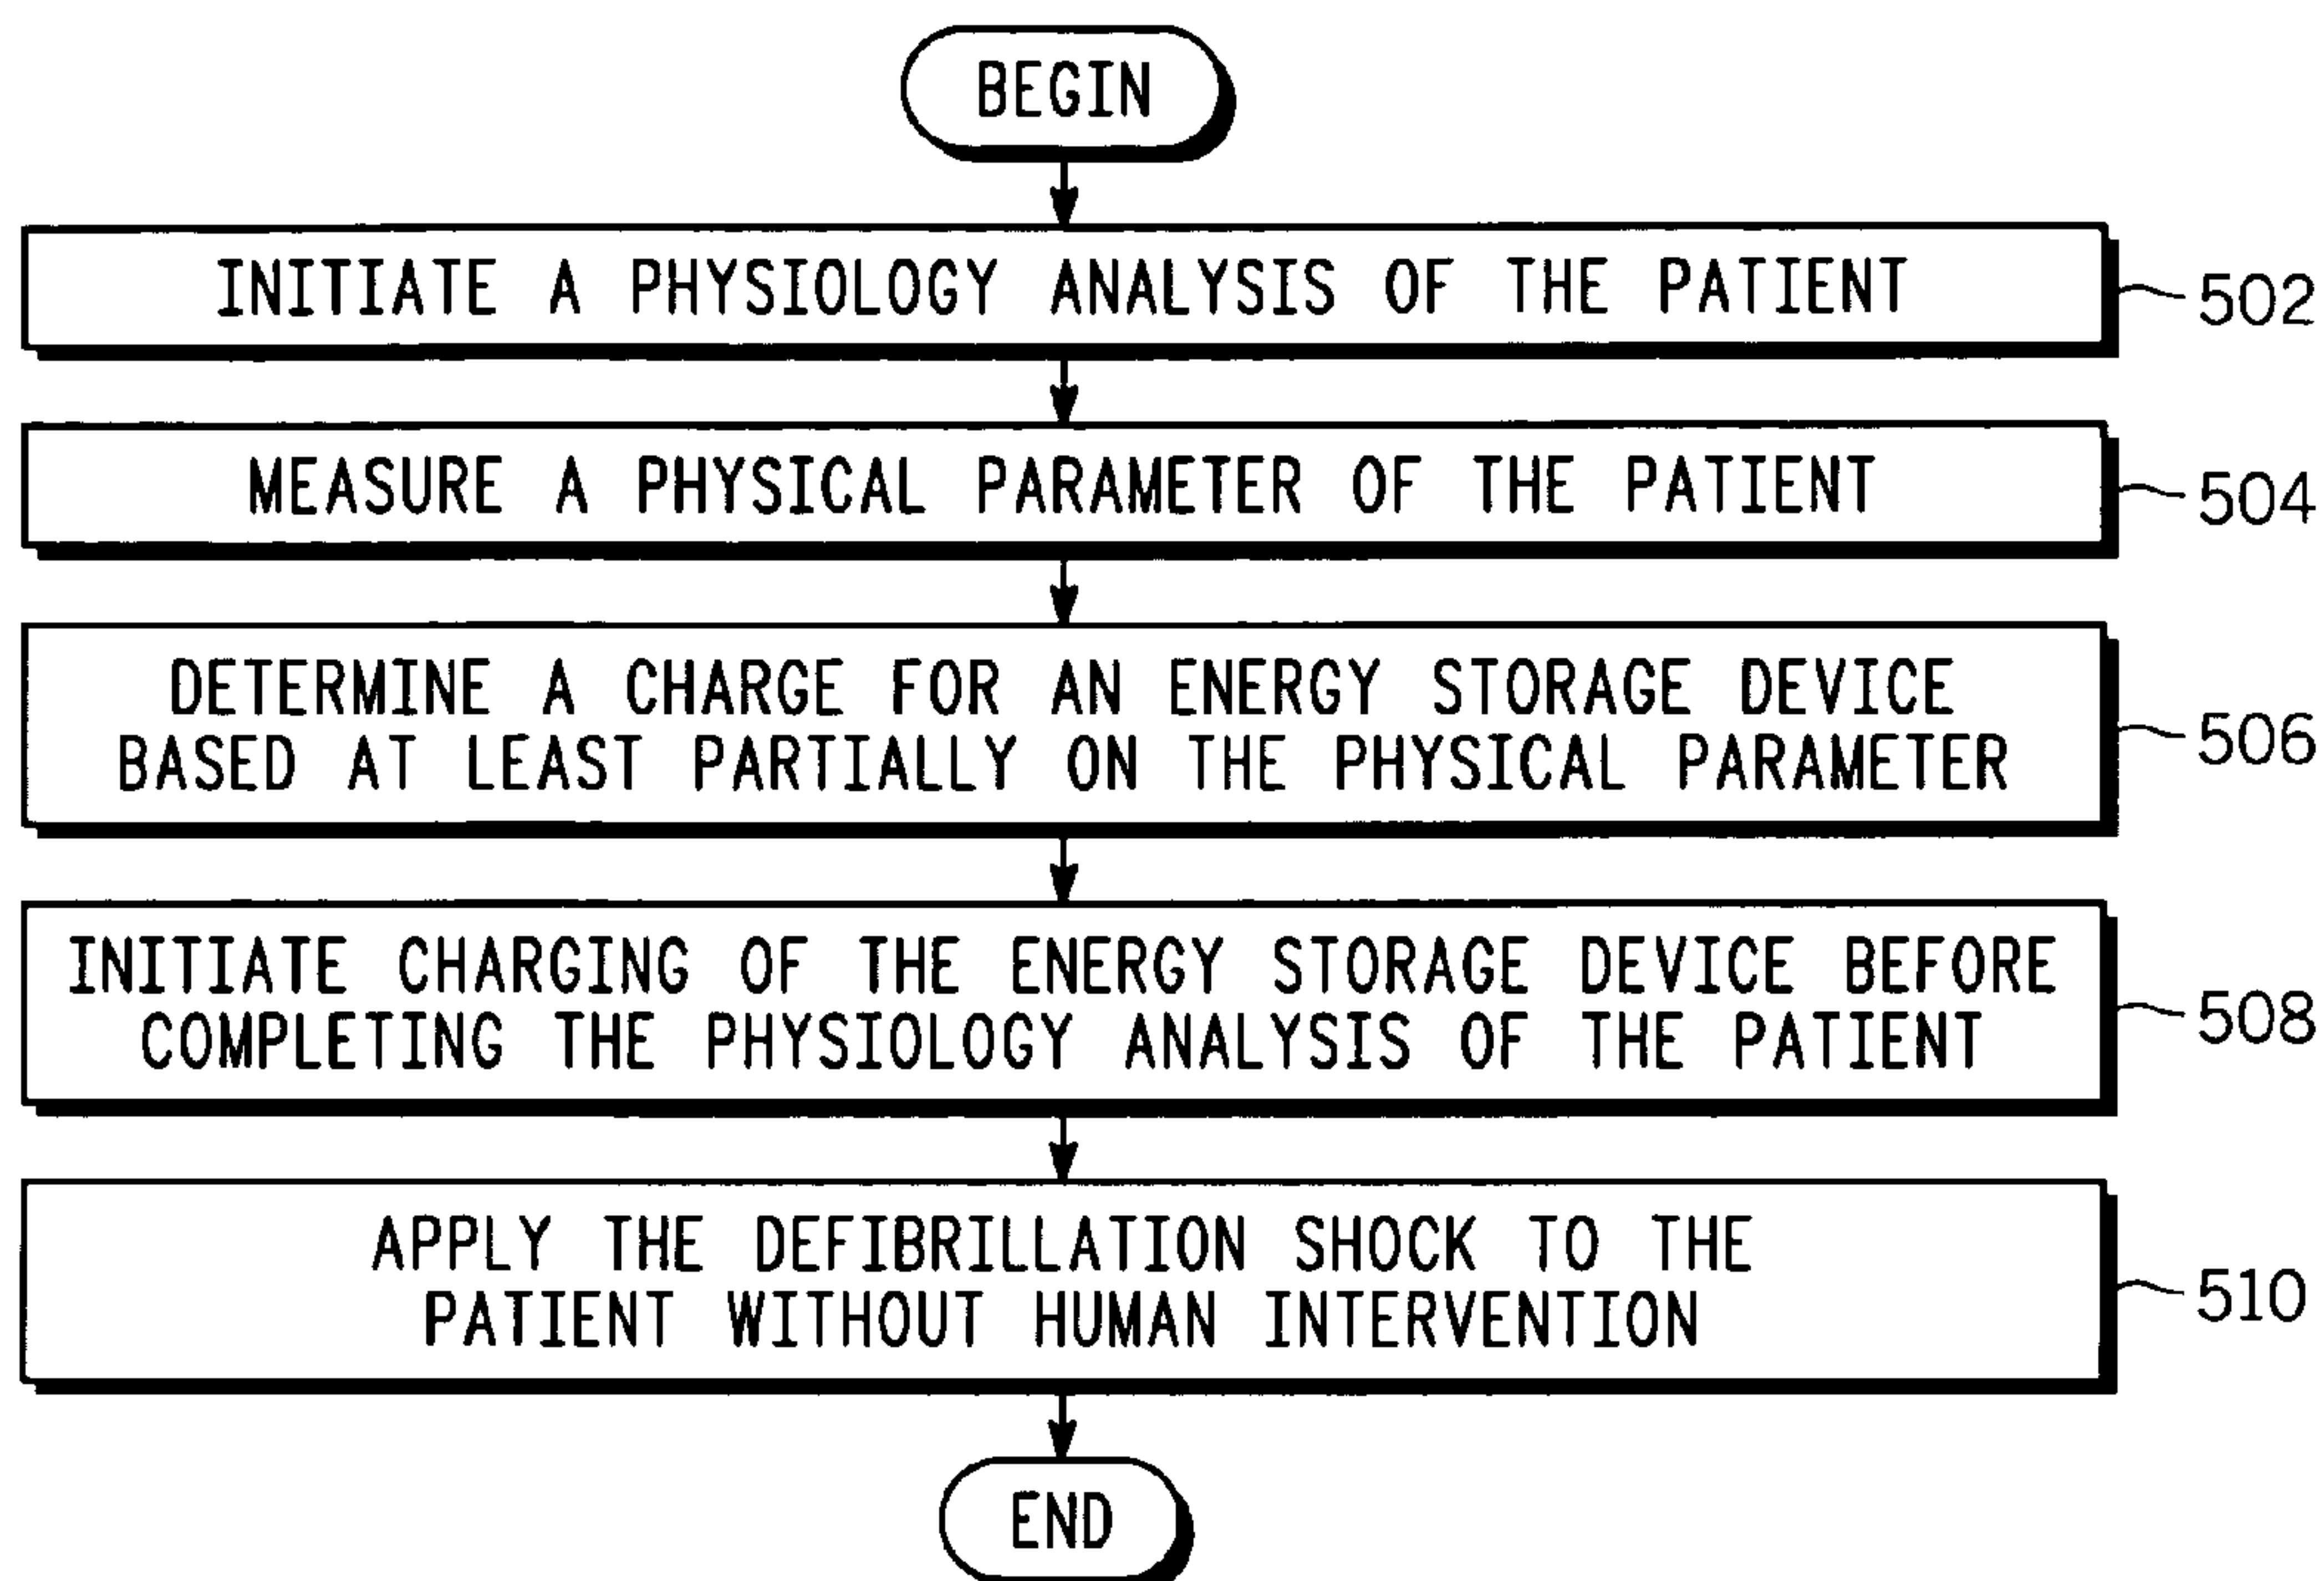 BEGIN
INITIATE A PHYSIOLOGY ANALYSIS OF THE PATIENT
502
MEASURE A PHYSICAL PARAMETER OF THE PATIENT
504
DETERMINE A CHARGE FOR AN ENERGY STORAGE DEVICE
BASED AT LEAST PARTIALLY ON THE PHYSICAL PARAMETER
506
INITIATE CHARGING OF THE ENERGY STORAGE DEVICE BEFORE
COMPLETING THE PHYSIOLOGY ANALYSIS OF THE PATIENT
508
APPLY THE DEFIBRILLATION SHOCK TO THE
PATIENT WITHOUT HUMAN INTERVENTION
510
END